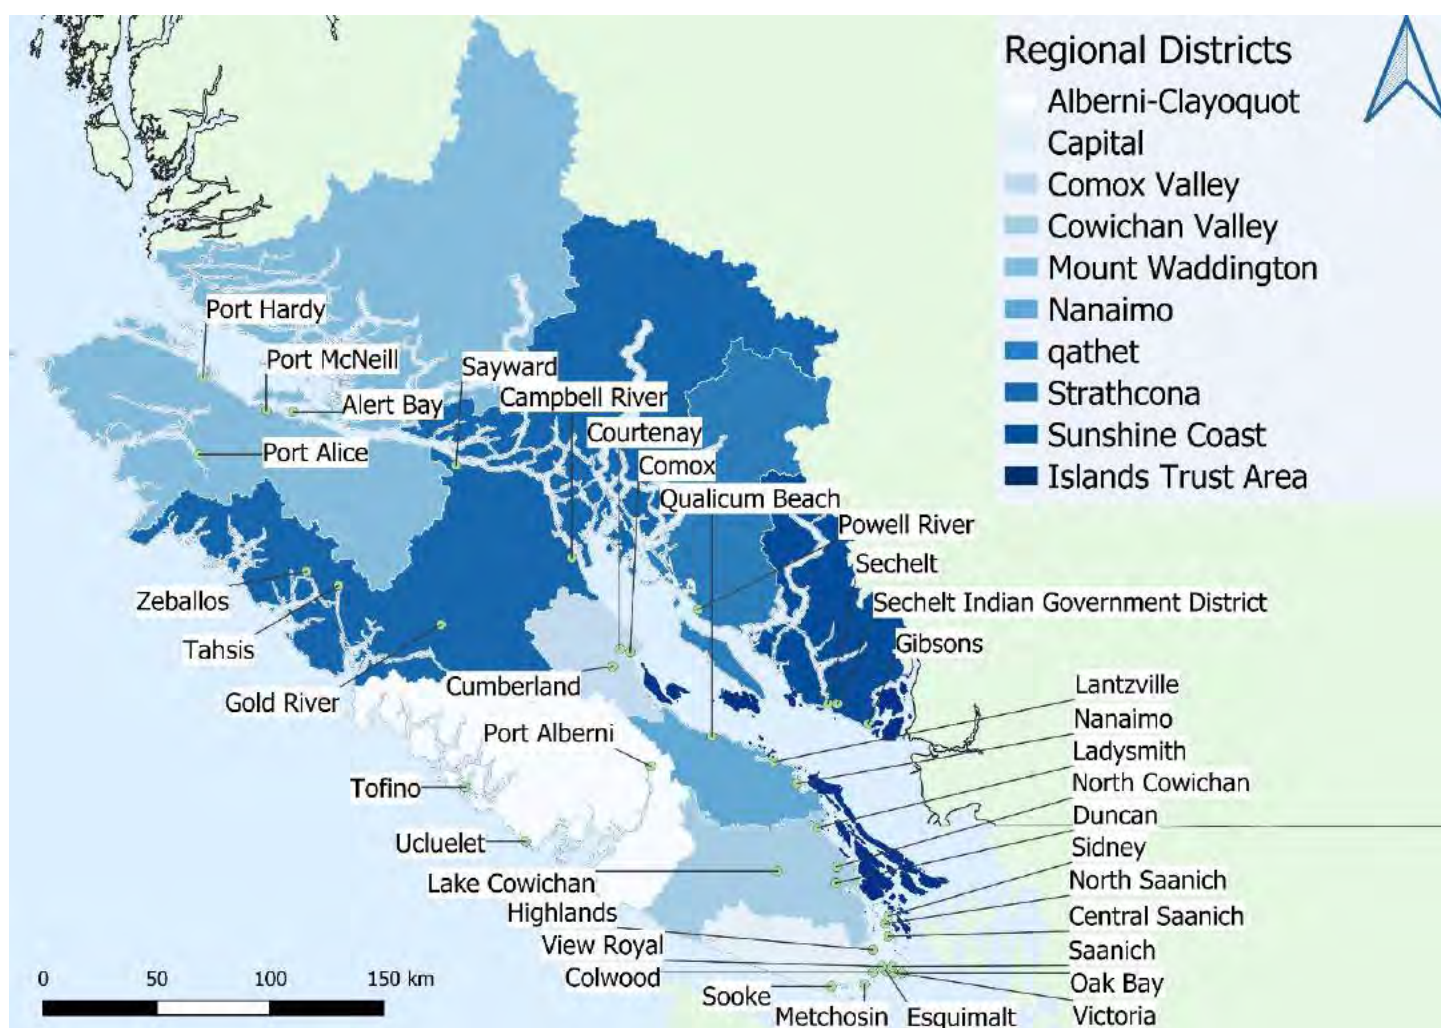 Regional Districts
Alberni-Clayoquot
Capital
Comox Valley
Cowichan Valley
Mount Waddington
Nanaimo
qathet
Strathcona
Sunshine Coast
Islands Trust Area
Port Hardy
Port McNeill
Sayward
Campbell River
Alert Bay
Courtenay
Port Alice
Comox
Qualicum Beach
Powell River
Sechelt
Zeballos
Sechelt Indian Government District
Tahsis
Gibsons
Gold River
Cumberland
Lantzville
Port Alberni
Nanaimo
Ladysmith
Tofino
North Cowichan
Duncan
Ucluelet
Sidney
Lake Cowichan
North Saanich
Highlands
Central Saanich
View Royal
Saanich
Colwood
Oak Bay
Sooke
Metchosin
Esquimalt
Victoria
0 50 100 150 km